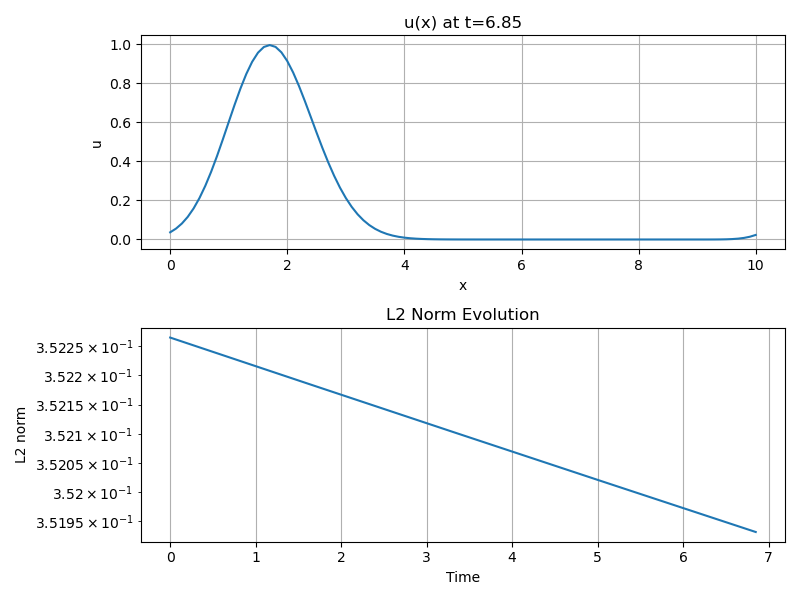 u(x) at t=6.85
1.0
0.8
0.6
0.4
0.2
0.0
u
0 2 4 6 8 10
x
L2 Norm Evolution
3.5225 × 10⁻¹
3.522 × 10⁻¹
3.5215 × 10⁻¹
3.521 × 10⁻¹
3.5205 × 10⁻¹
3.52 × 10⁻¹
3.5195 × 10⁻¹
L2 norm
0 1 2 3 4 5 6 7
Time